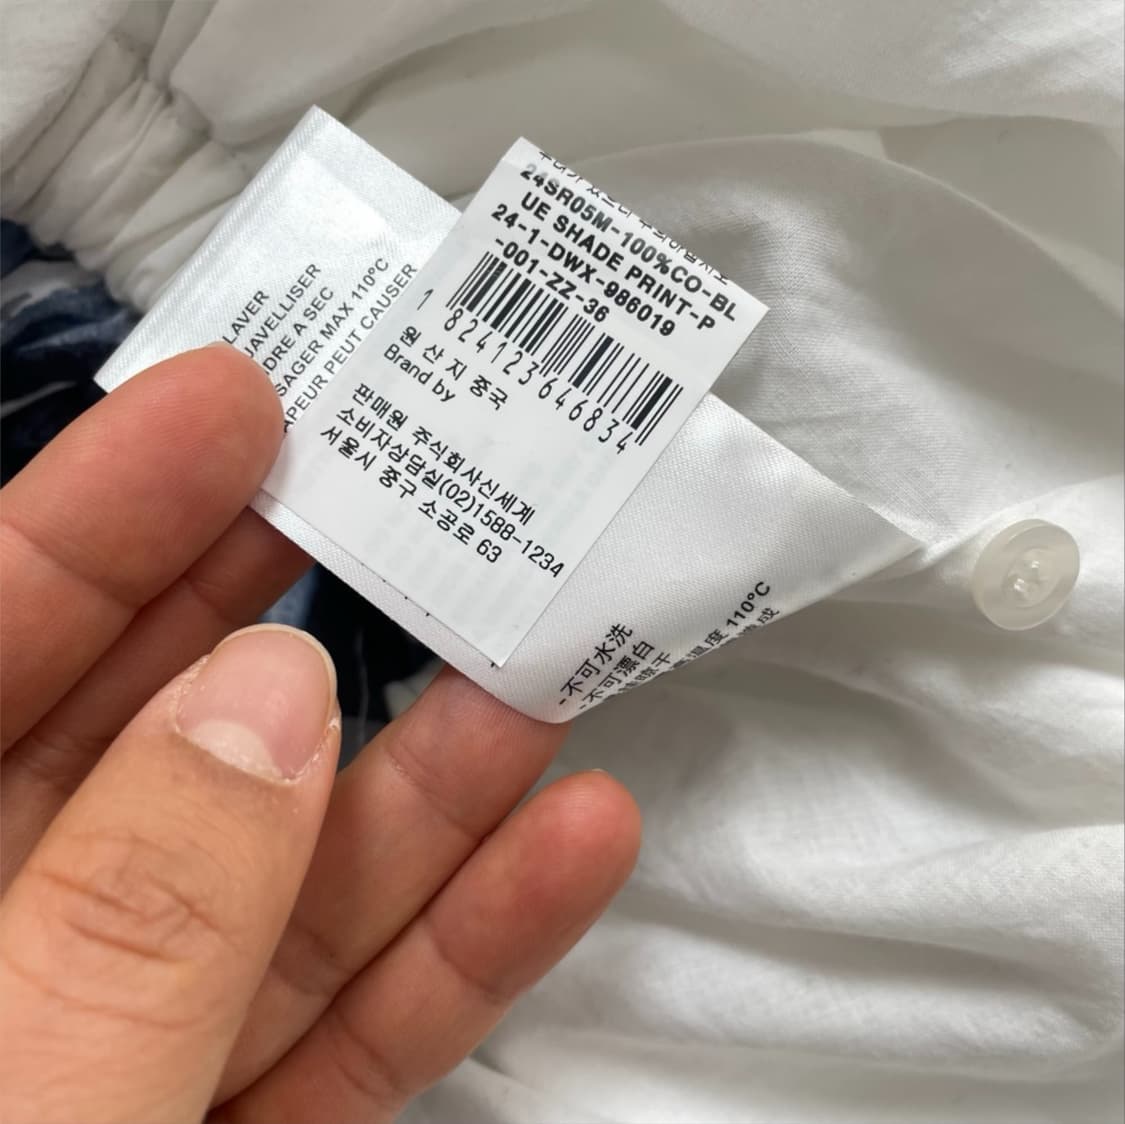 LAVER
JAVELLISER
A SEC
MAX 110°C
PEUT CAUSER
24SR05M-100%CO-BL
UE SHADE PRINT-P
24-1-DWX-986019
-001-ZZ-36
1 824123646834
원 산 지 중국
Brand by
판매원 주식회사신세계
소비자상담실(02)1588-1234
서울시 중구 소공로 63
-不可水洗
-不可漂白
温度 110°C